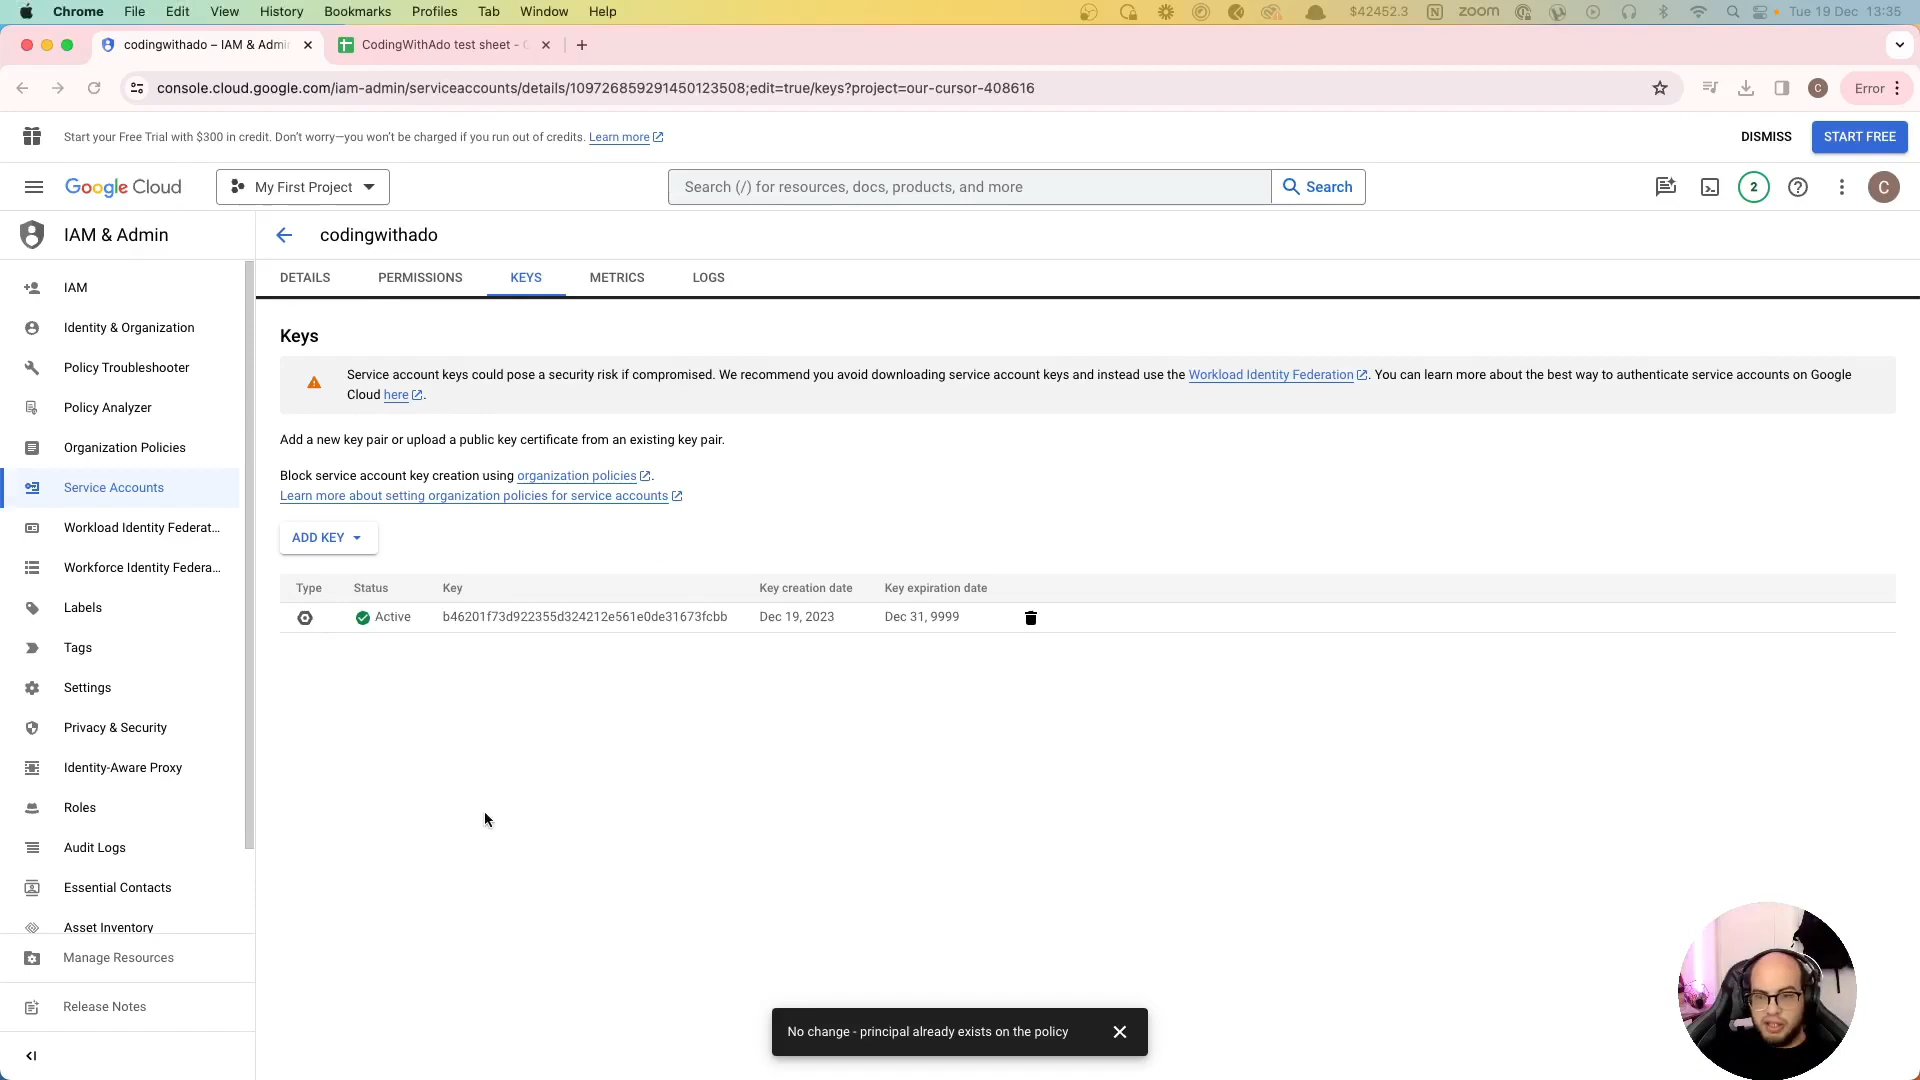 Chrome File Edit View History Bookmarks Profiles Tab Window Help $42452.3 zoom Tue 19 Dec 13:35
codingwithado – IAM & Admi
CodingWithAdo test sheet -
console.cloud.google.com/iam-admin/serviceaccounts/details/109726859291450123508;edit=true/keys?project=our-cursor-408616
C
Error
Start your Free Trial with $300 in credit. Don't worry—you won't be charged if you run out of credits. Learn more
DISMISS
START FREE
Google Cloud
My First Project
Search (/) for resources, docs, products, and more
Search
2
C
IAM & Admin
codingwithado
DETAILS
PERMISSIONS
KEYS
METRICS
LOGS
IAM
Identity & Organization
Policy Troubleshooter
Policy Analyzer
Organization Policies
Service Accounts
Workload Identity Federat...
Workforce Identity Federa...
Labels
Tags
Settings
Privacy & Security
Identity-Aware Proxy
Roles
Audit Logs
Essential Contacts
Asset Inventory
Manage Resources
Release Notes
Keys
Service account keys could pose a security risk if compromised. We recommend you avoid downloading service account keys and instead use the Workload Identity Federation. You can learn more about the best way to authenticate service accounts on Google
Cloud here.
Add a new key pair or upload a public key certificate from an existing key pair.
Block service account key creation using organization policies.
Learn more about setting organization policies for service accounts
ADD KEY
Type Status Key Key creation date Key expiration date
Active b46201f73d922355d324212e561e0de31673fcbb Dec 19, 2023 Dec 31, 9999
No change - principal already exists on the policy